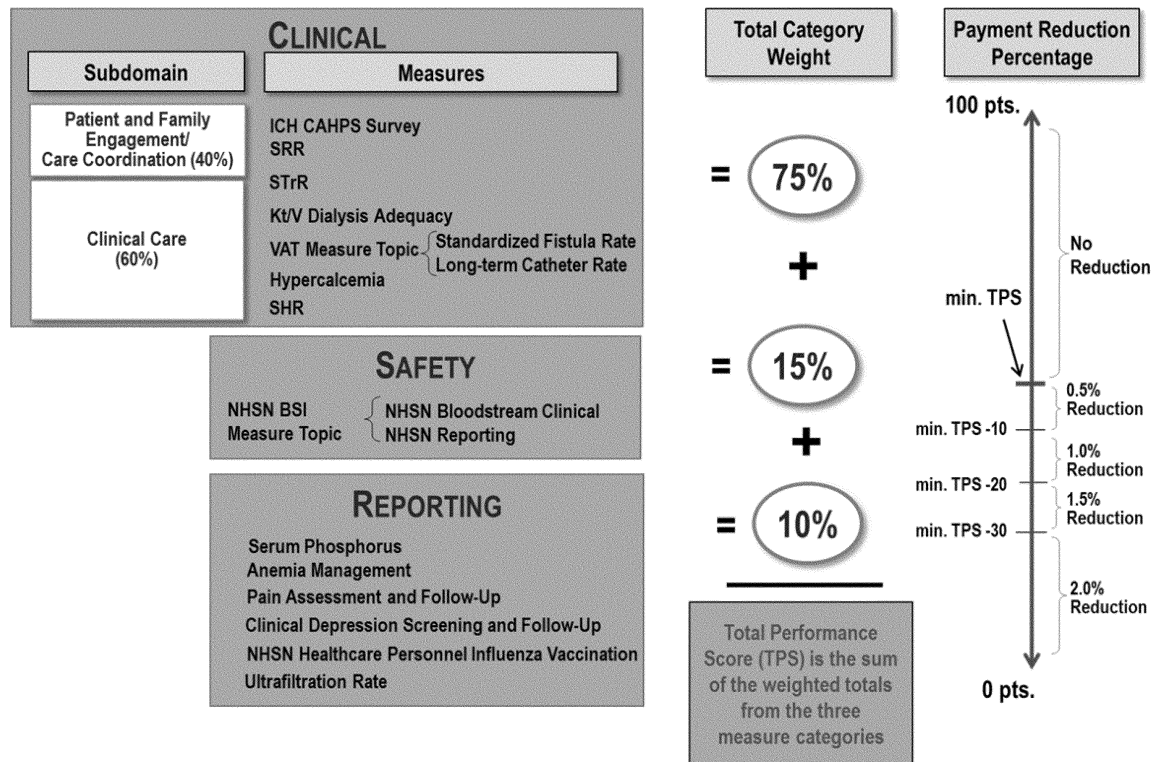 CLINICAL
Subdomain
Measures
Patient and Family
Engagement/
Care Coordination (40%)
Clinical Care
(60%)
ICH CAHPS Survey
SRR
STrR
Kt/V Dialysis Adequacy
VAT Measure Topic
Standardized Fistula Rate
Long-term Catheter Rate
Hypercalcemia
SHR
SAFETY
NHSN BSI
Measure Topic
NHSN Bloodstream Clinical
NHSN Reporting
REPORTING
Serum Phosphorus
Anemia Management
Pain Assessment and Follow-Up
Clinical Depression Screening and Follow-Up
NHSN Healthcare Personnel Influenza Vaccination
Ultrafiltration Rate
Total Category
Weight
= 75%
+
= 15%
+
= 10%
Total Performance
Score (TPS) is the sum
of the weighted totals
from the three
measure categories
Payment Reduction
Percentage
100 pts.
No
Reduction
min. TPS
0.5%
Reduction
min. TPS -10
1.0%
Reduction
min. TPS -20
1.5%
Reduction
min. TPS -30
2.0%
Reduction
0 pts.